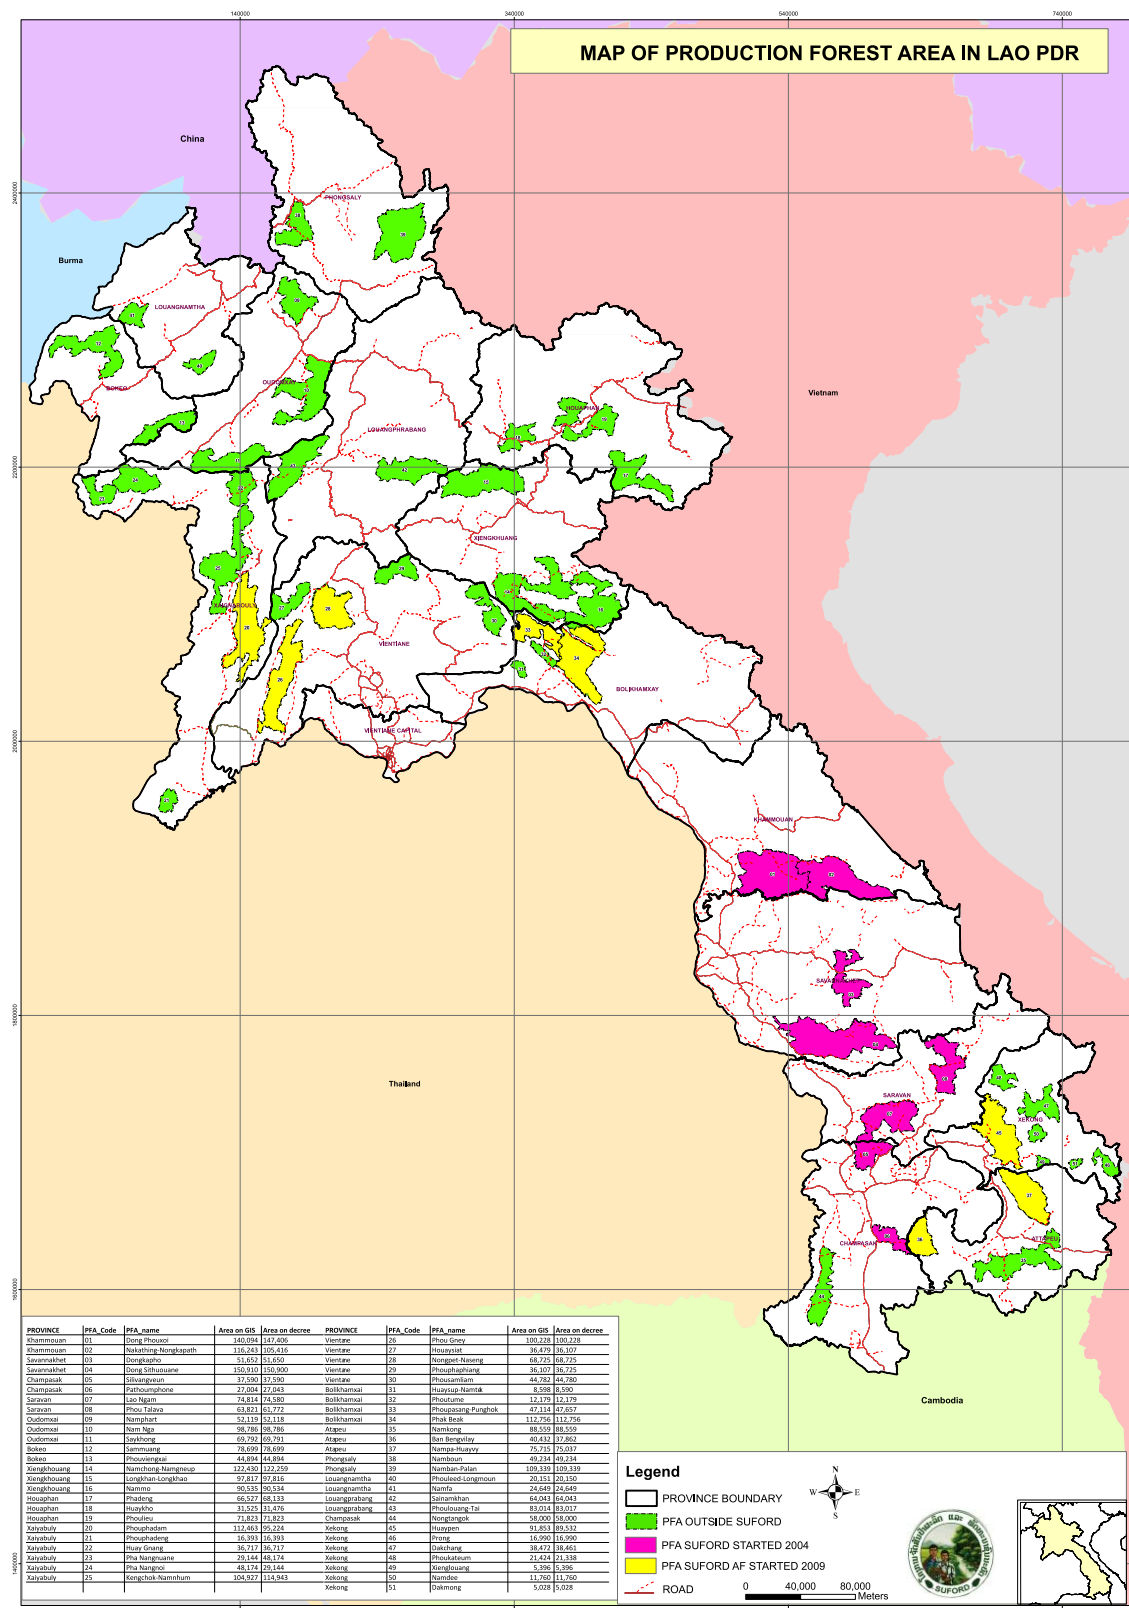 MAP OF PRODUCTION FOREST AREA IN LAO PDR
140000 340000 540000 740000
2400000
2200000
2000000
1800000
1600000
1400000
China
Burma
Vietnam
Thailand
Cambodia
PHONGSALY
LOUANGNAMTHA
BOKEO
OUDOMXAY
LOUANGPHRABANG
HOUAPHAN
XIENGKHUANG
VIENTIANE
BOLIKHAMXAY
VIENTIANE CAPITAL
KHAMMOUAN
SARAVAN
XEKONG
CHAMPASAK
ATTAPEU
PROVINCE PFA_Code PFA_name Area on GIS Area on decree PROVINCE PFA_Code PFA_name Area on GIS Area on decree
Khammouan 01 Dong Phouxoi 140,094 147,406 Vientane 26 Phou Gney 100,228 100,228
Khammouan 02 Nakathing-Nongkapath 116,243 105,416 Vientane 27 Houaysiat 36,479 36,107
Savannakhet 03 Dongkapho 51,652 51,650 Vientane 28 Nongpet-Naseng 68,725 68,725
Savannakhet 04 Dong Sithuouane 150,910 150,900 Vientane 29 Phouphaphiang 36,107 36,725
Champasak 05 Silivangveun 37,590 37,590 Vientane 30 Phousamliam 44,782 44,780
Champasak 06 Pathoumphone 27,004 27,043 Bolikhamxai 31 Huaysup-Namtek 8,598 8,590
Saravan 07 Lao Ngam 74,814 74,580 Bolikhamxai 32 Phoutume 12,179 12,179
Saravan 08 Phou Talava 63,821 61,772 Bolikhamxai 33 Phoupasang-Punghok 47,114 47,657
Oudomxai 09 Namphart 52,119 52,118 Bolikhamxai 34 Phak Beak 112,756 112,756
Oudomxai 10 Nam Nga 98,786 98,786 Atapeu 35 Namkong 88,559 88,559
Oudomxai 11 Saykhong 69,792 69,791 Atapeu 36 Ban Bengvilay 40,432 37,862
Bokeo 12 Sammuang 78,699 78,699 Atapeu 37 Nampa-Huayvy 75,715 75,037
Bokeo 13 Phouviengxai 44,894 44,894 Phongsaly 38 Namboun 49,234 49,234
Xiengkhouang 14 Namchong-Namgneup 122,430 122,259 Phongsaly 39 Namban-Palan 109,339 109,339
Xiengkhouang 15 Longkhan-Longkhao 97,817 97,816 Louangnamtha 40 Phouleed-Longmoun 20,151 20,150
Xiengkhouang 16 Nammo 90,535 90,534 Louangnamtha 41 Namfa 24,649 24,649
Houaphan 17 Phadeng 66,527 68,133 Louangprabang 42 Sainamkhan 64,043 64,043
Houaphan 18 Huaykho 31,525 31,476 Louangprabang 43 Phoulouang-Tai 83,014 83,017
Houaphan 19 Phoulieu 71,823 71,823 Champasak 44 Nongtangok 58,000 58,000
Xaiyabuly 20 Phouphadam 112,463 95,224 Xekong 45 Huaypen 91,853 89,532
Xaiyabuly 21 Phouphadeng 16,393 16,393 Xekong 46 Prong 16,990 16,990
Xaiyabuly 22 Huay Gnang 36,717 36,717 Xekong 47 Dakchang 38,472 38,461
Xaiyabuly 23 Pha Nangnuane 29,144 48,174 Xekong 48 Phoukateum 21,424 21,338
Xaiyabuly 24 Pha Nangnoi 48,174 29,144 Xekong 49 Xienglouang 5,396 5,396
Xaiyabuly 25 Kengchok-Namnhum 104,927 114,943 Xekong 50 Namdee 11,760 11,760
Xekong 51 Dakmong 5,028 5,028
Legend
PROVINCE BOUNDARY
PFA OUTSIDE SUFORD
PFA SUFORD STARTED 2004
PFA SUFORD AF STARTED 2009
ROAD
0 40,000 80,000
Meters
N
W E
S
SUFORD